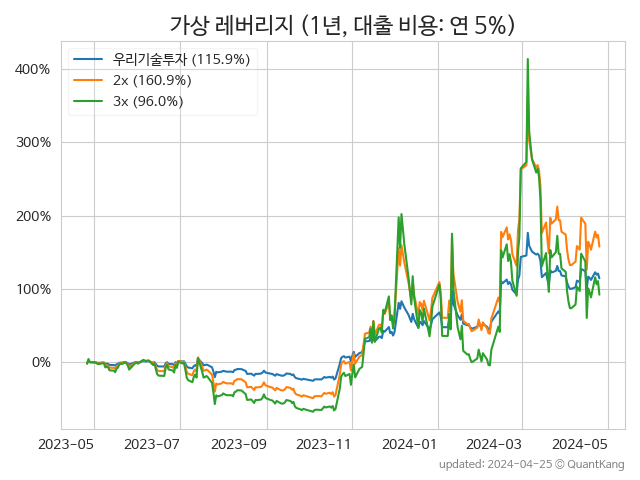 가상 레버리지 (1년, 대출 비용: 연 5%)
우리기술투자 (115.9%)
2x (160.9%)
3x (96.0%)
400%
300%
200%
100%
0%
2023-05 2023-07 2023-09 2023-11 2024-01 2024-03 2024-05
updated: 2024-04-25 © QuantKang